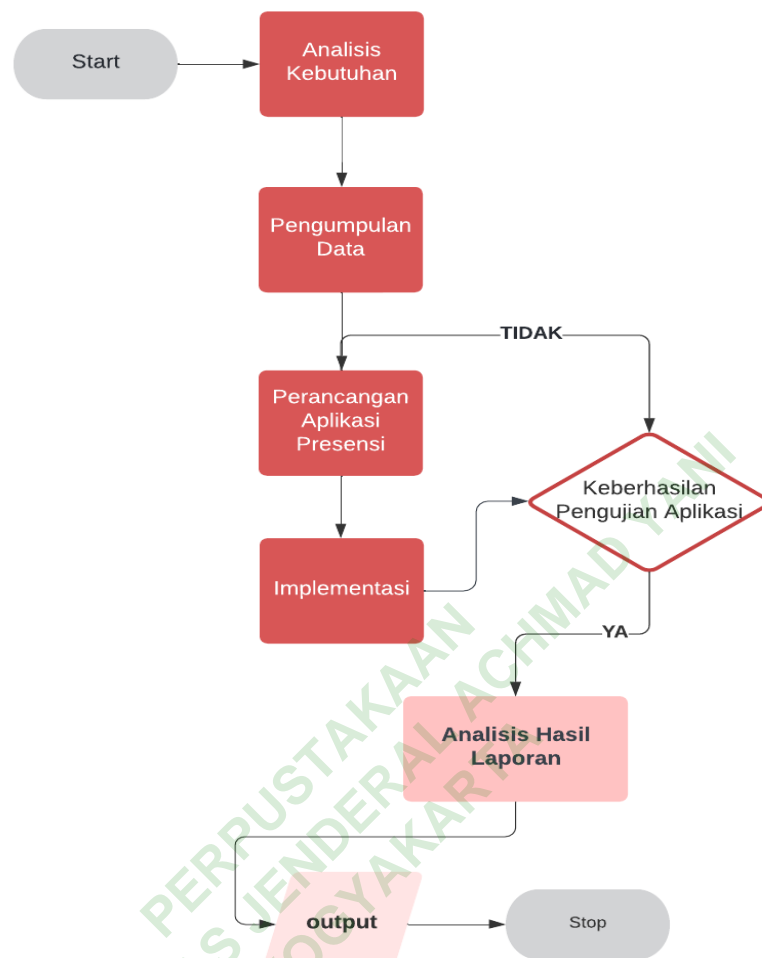 Start
Analisis
Kebutuhan
Pengumpulan
Data
TIDAK
Perancangan
Aplikasi
Presensi
Keberhasilan
Pengujian Aplikasi
Implementasi
YA
Analisis Hasil
Laporan
output
Stop
PERPUSTAKAAN
S JENDERAL ACHMAD YANI
OGYAKARTA